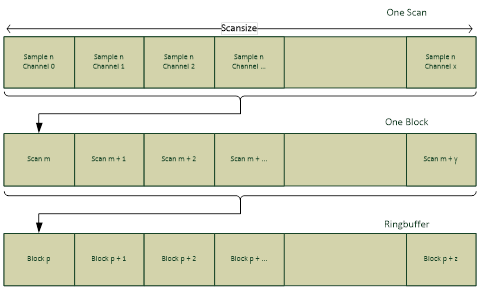 One Scan
Scansize
Sample n
Channel 0
Sample n
Channel 1
Sample n
Channel 2
Sample n
Channel ...
Sample n
Channel x
One Block
Scan m
Scan m + 1
Scan m + 2
Scan m + ...
Scan m + y
Ringbuffer
Block p
Block p + 1
Block p + 2
Block p + ...
Block p + z